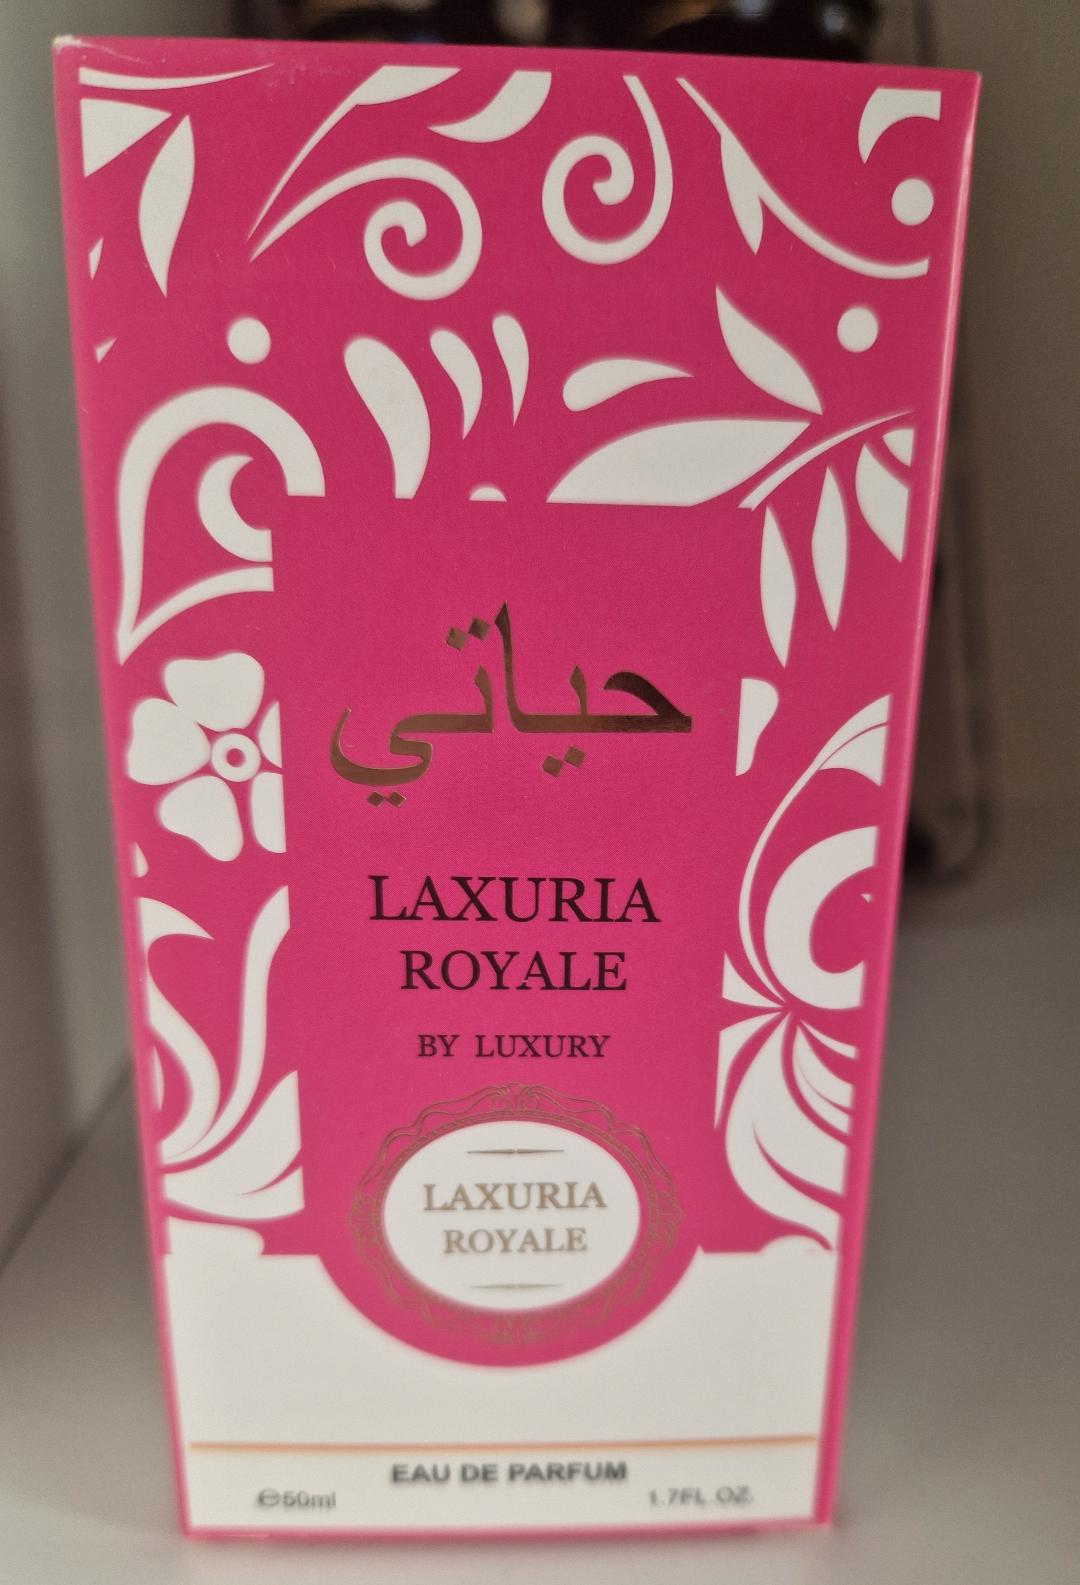 حياتي
LAXURIA
ROYALE
BY LUXURY
LAXURIA
ROYALE
EAU DE PARFUM
℮50ml 1.7FL.OZ.